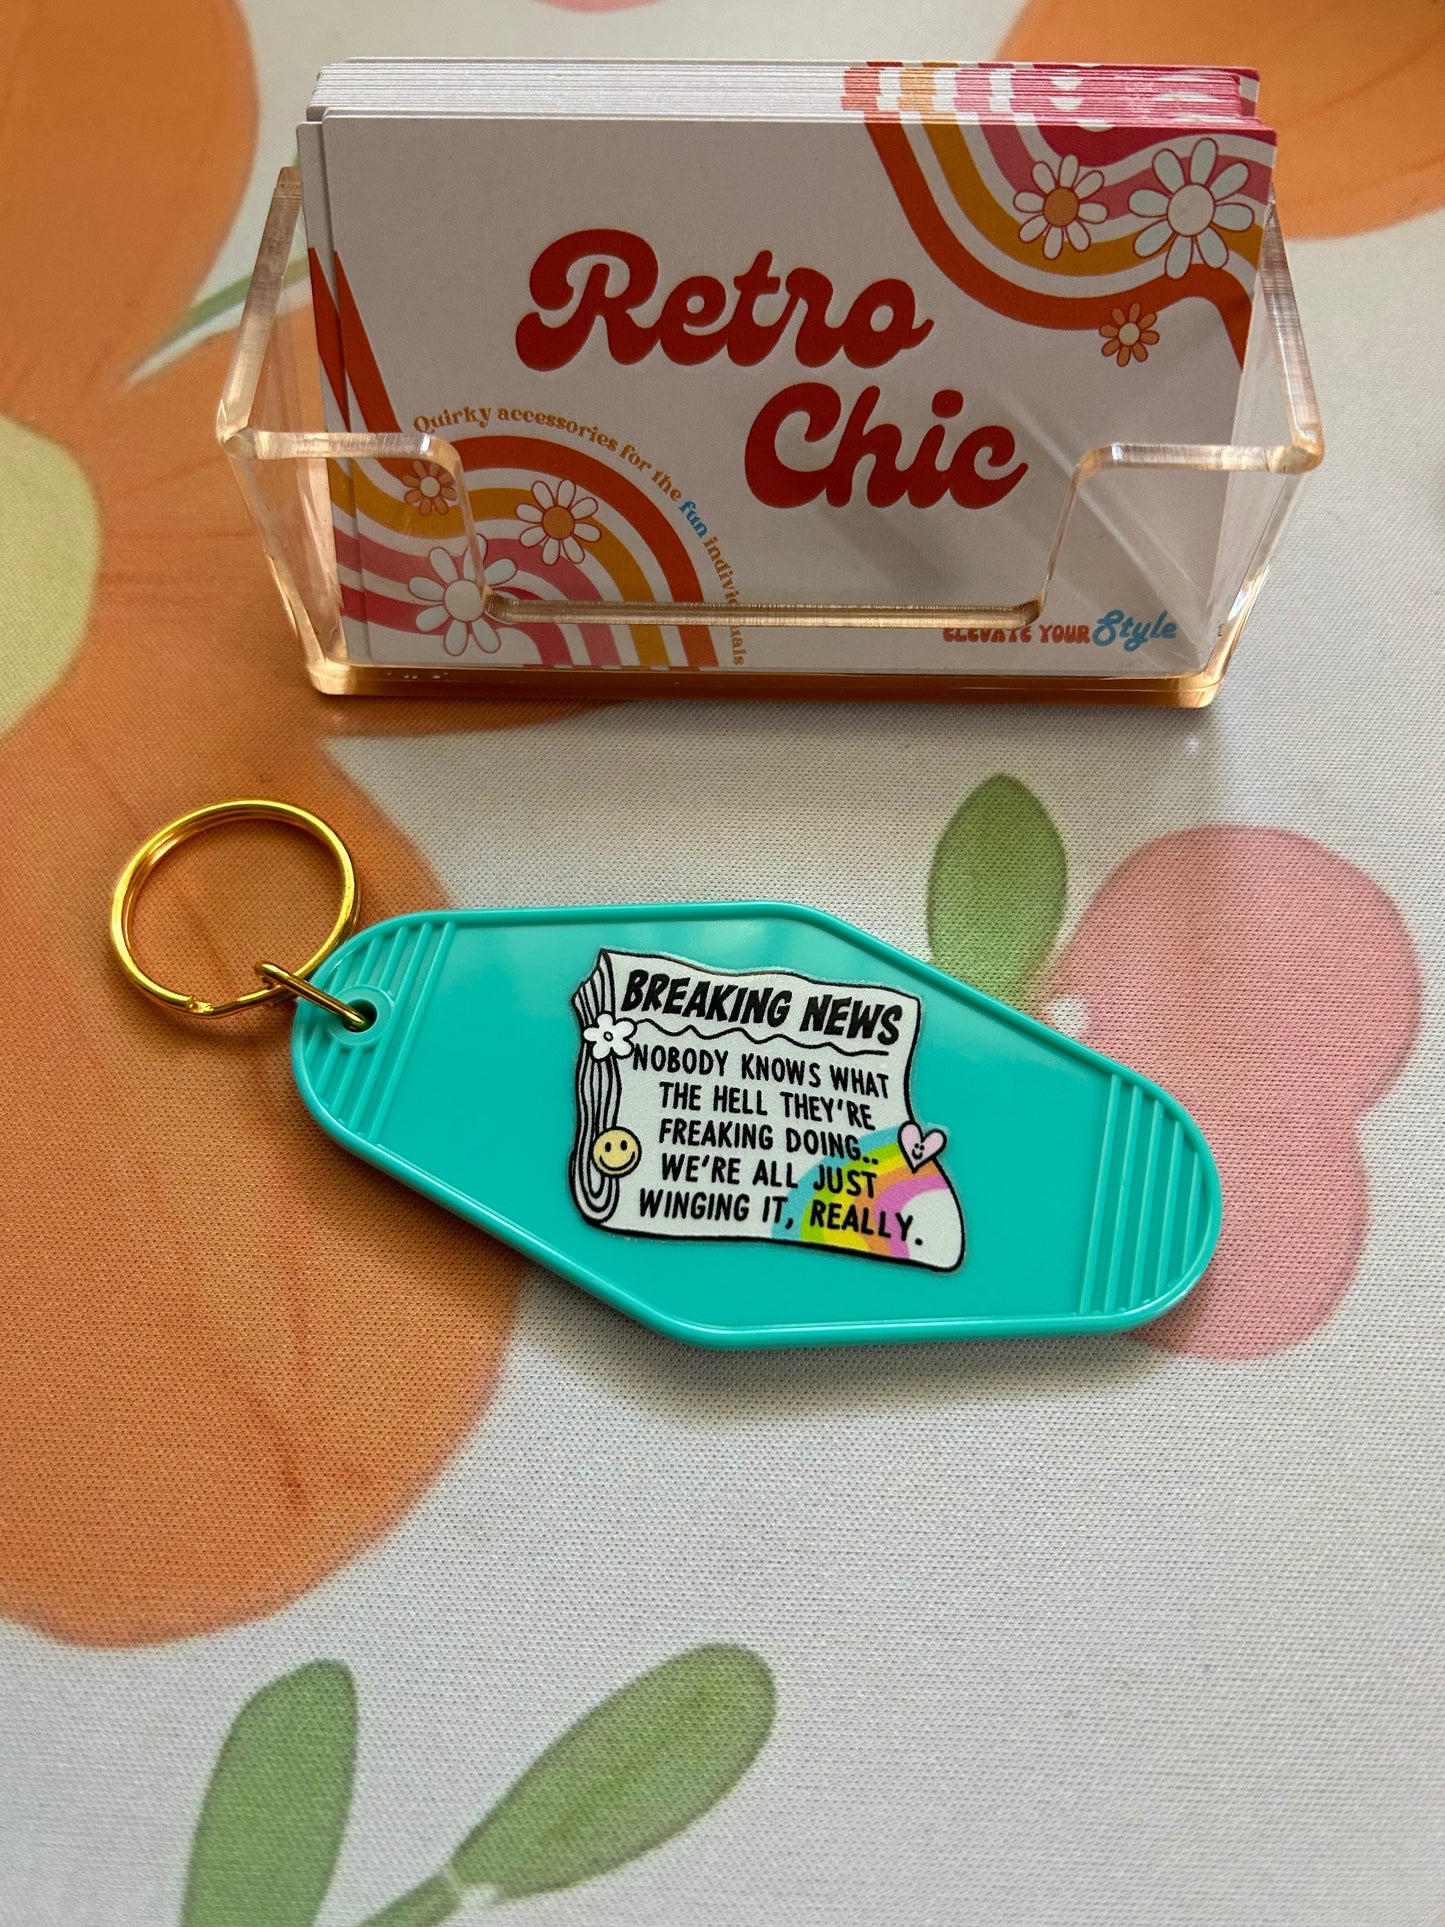 Retro
Chic
Quirky accessories for the fun individuals
ELEVATE YOUR Style
BREAKING NEWS
NOBODY KNOWS WHAT
THE HELL THEY'RE
FREAKING DOING..
WE'RE ALL JUST
WINGING IT, REALLY.